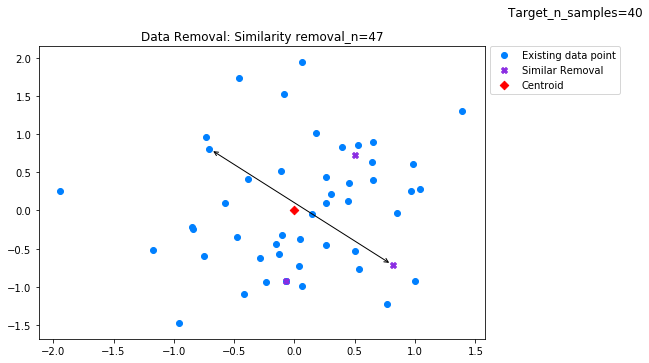 Target_n_samples=40
Data Removal: Similarity removal_n=47
Existing data point
Similar Removal
Centroid
2.0
1.5
1.0
0.5
0.0
−0.5
−1.0
−1.5
−2.0 −1.5 −1.0 −0.5 0.0 0.5 1.0 1.5